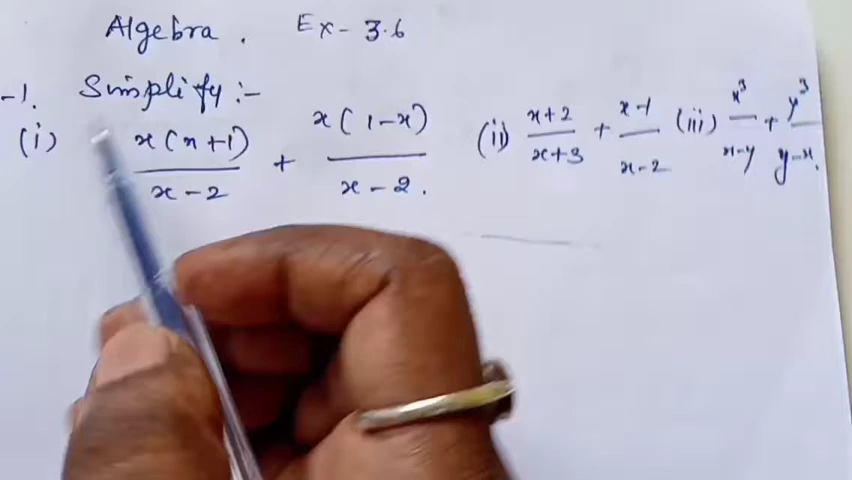 Algebra. Ex-3.6
-1. Simplify:-
(i) x(x+1)/x-2 + x(1-x)/x-2. (ii) x+2/x+3 + x-1/x-2 (iii) x³/x-y + y³/y-x.